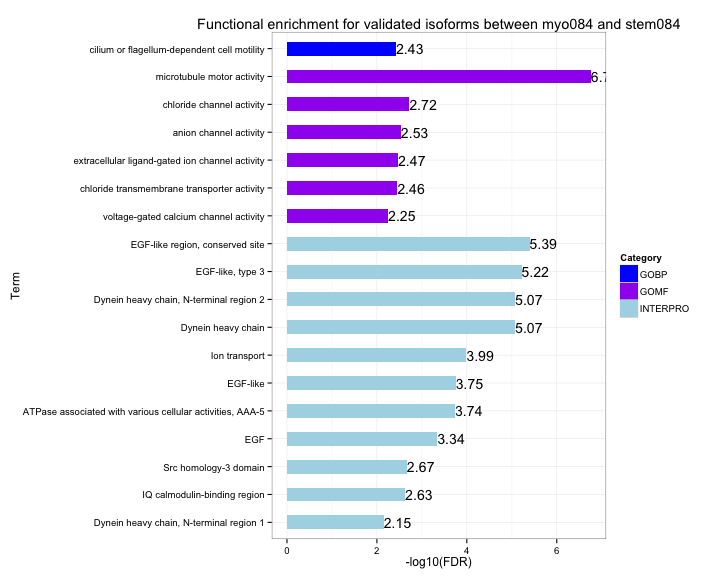 Functional enrichment for validated isoforms between myo084 and stem084
cilium or flagellum-dependent cell motility 2.43
microtubule motor activity
chloride channel activity 2.72
anion channel activity 2.53
extracellular ligand-gated ion channel activity 2.47
chloride transmembrane transporter activity 2.46
voltage-gated calcium channel activity 2.25
EGF-like region, conserved site 5.39
EGF-like, type 3 5.22
Dynein heavy chain, N-terminal region 2 5.07
Dynein heavy chain 5.07
Ion transport 3.99
EGF-like 3.75
ATPase associated with various cellular activities, AAA-5 3.74
EGF 3.34
Src homology-3 domain 2.67
IQ calmodulin-binding region 2.63
Dynein heavy chain, N-terminal region 1 2.15
0 2 4 6
-log10(FDR)
Term
Category
GOBP
GOMF
INTERPRO